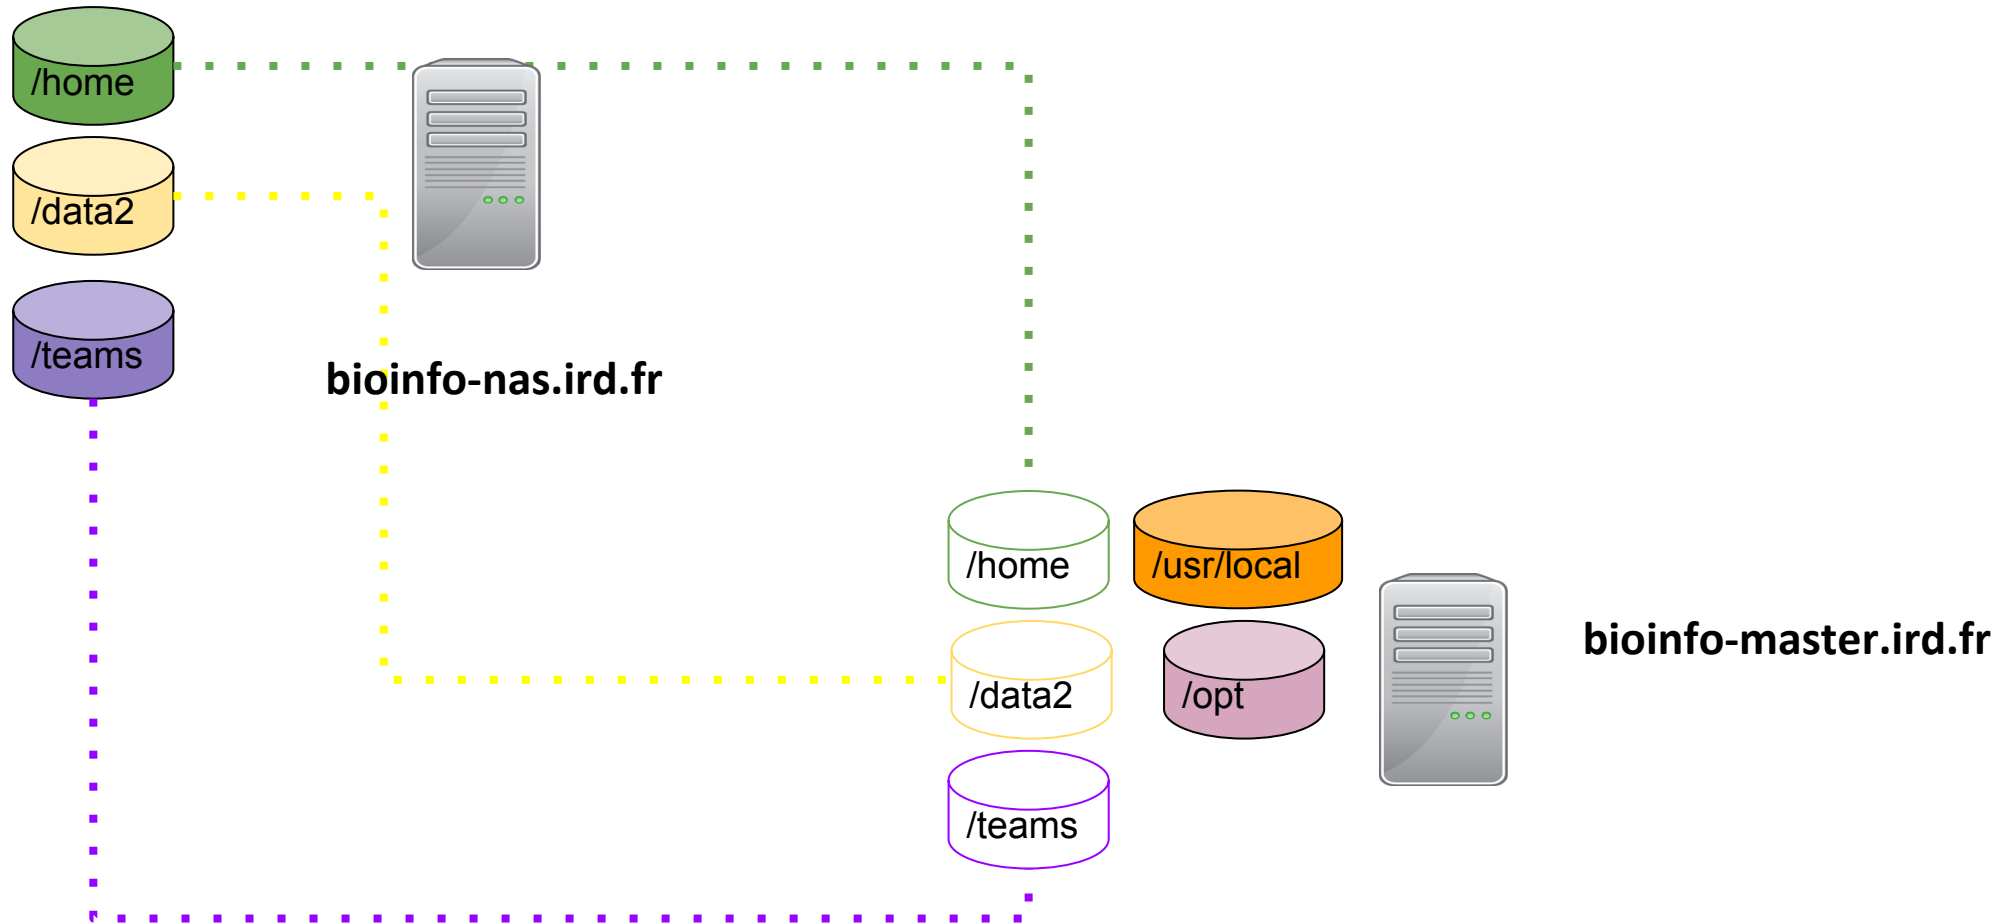 /home
/data2
/teams
bioinfo-nas.ird.fr
/home
/usr/local
/data2
/opt
/teams
bioinfo-master.ird.fr